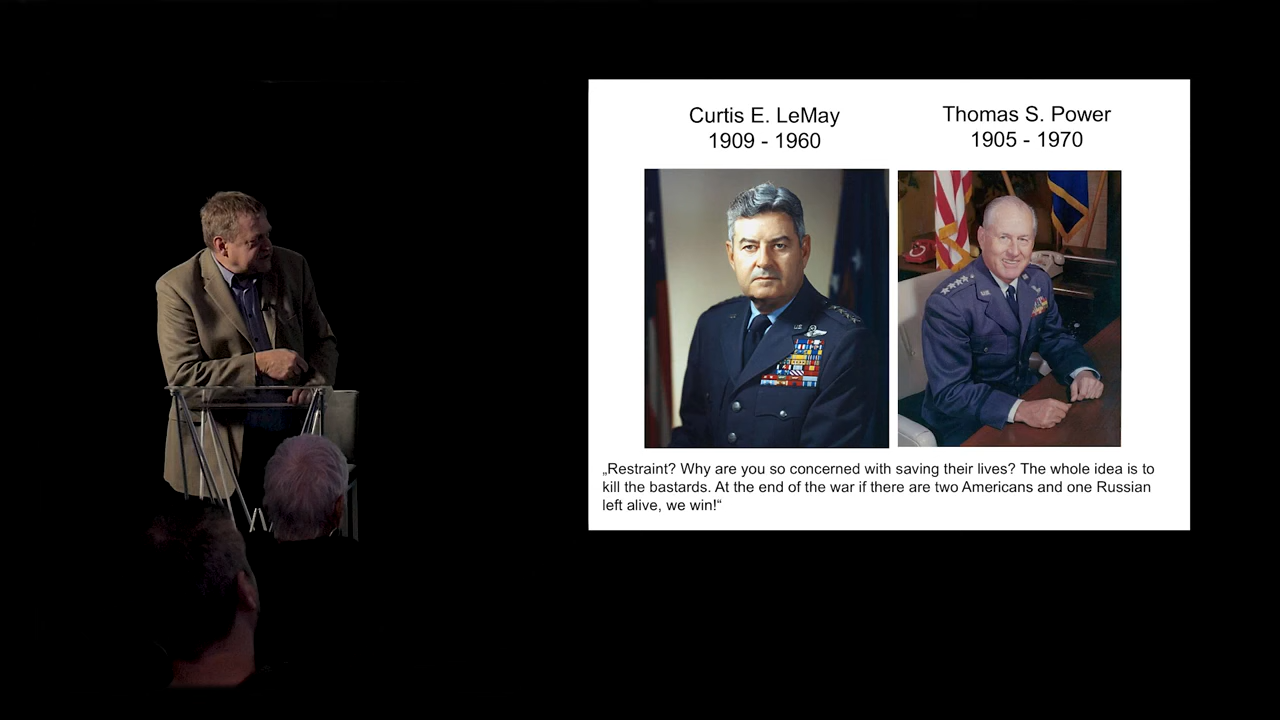 Curtis E. LeMay
1909 - 1960
Thomas S. Power
1905 - 1970
„Restraint? Why are you so concerned with saving their lives? The whole idea is to
kill the bastards. At the end of the war if there are two Americans and one Russian
left alive, we win!“